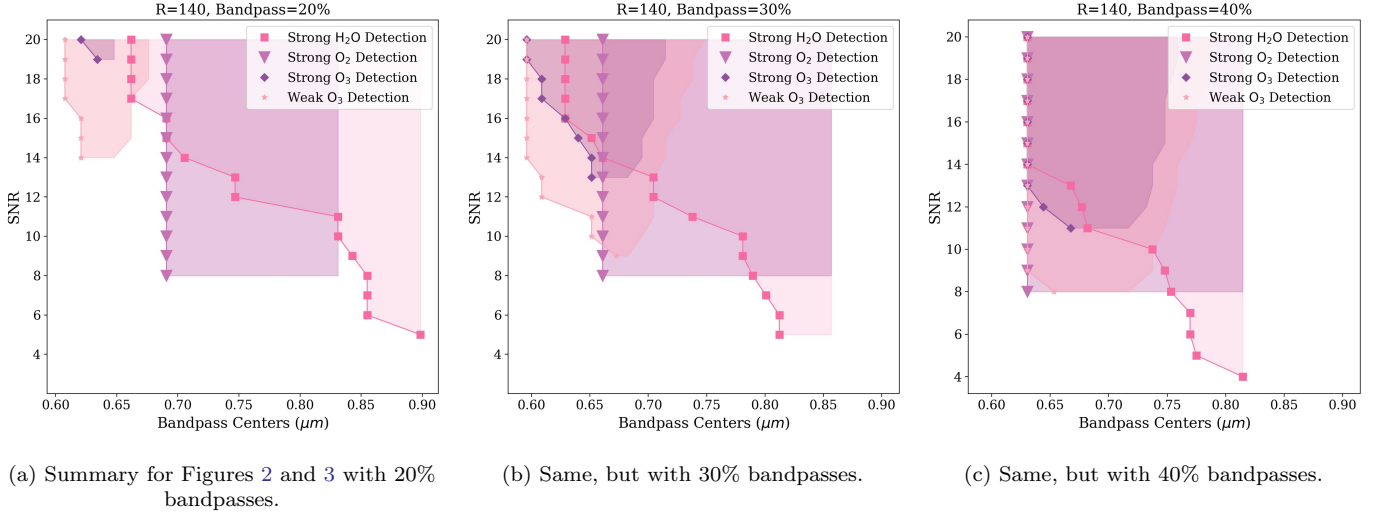 R=140, Bandpass=20%
Strong H₂O Detection
Strong O₂ Detection
Strong O₃ Detection
Weak O₃ Detection
20
18
16
14
12
10
8
6
4
SNR
0.60 0.65 0.70 0.75 0.80 0.85 0.90
Bandpass Centers (μm)
(a) Summary for Figures 2 and 3 with 20%
bandpasses.
R=140, Bandpass=30%
Strong H₂O Detection
Strong O₂ Detection
Strong O₃ Detection
Weak O₃ Detection
20
18
16
14
12
10
8
6
4
SNR
0.60 0.65 0.70 0.75 0.80 0.85 0.90
Bandpass Centers (μm)
(b) Same, but with 30% bandpasses.
R=140, Bandpass=40%
Strong H₂O Detection
Strong O₂ Detection
Strong O₃ Detection
Weak O₃ Detection
20
18
16
14
12
10
8
6
4
SNR
0.60 0.65 0.70 0.75 0.80 0.85 0.90
Bandpass Centers (μm)
(c) Same, but with 40% bandpasses.